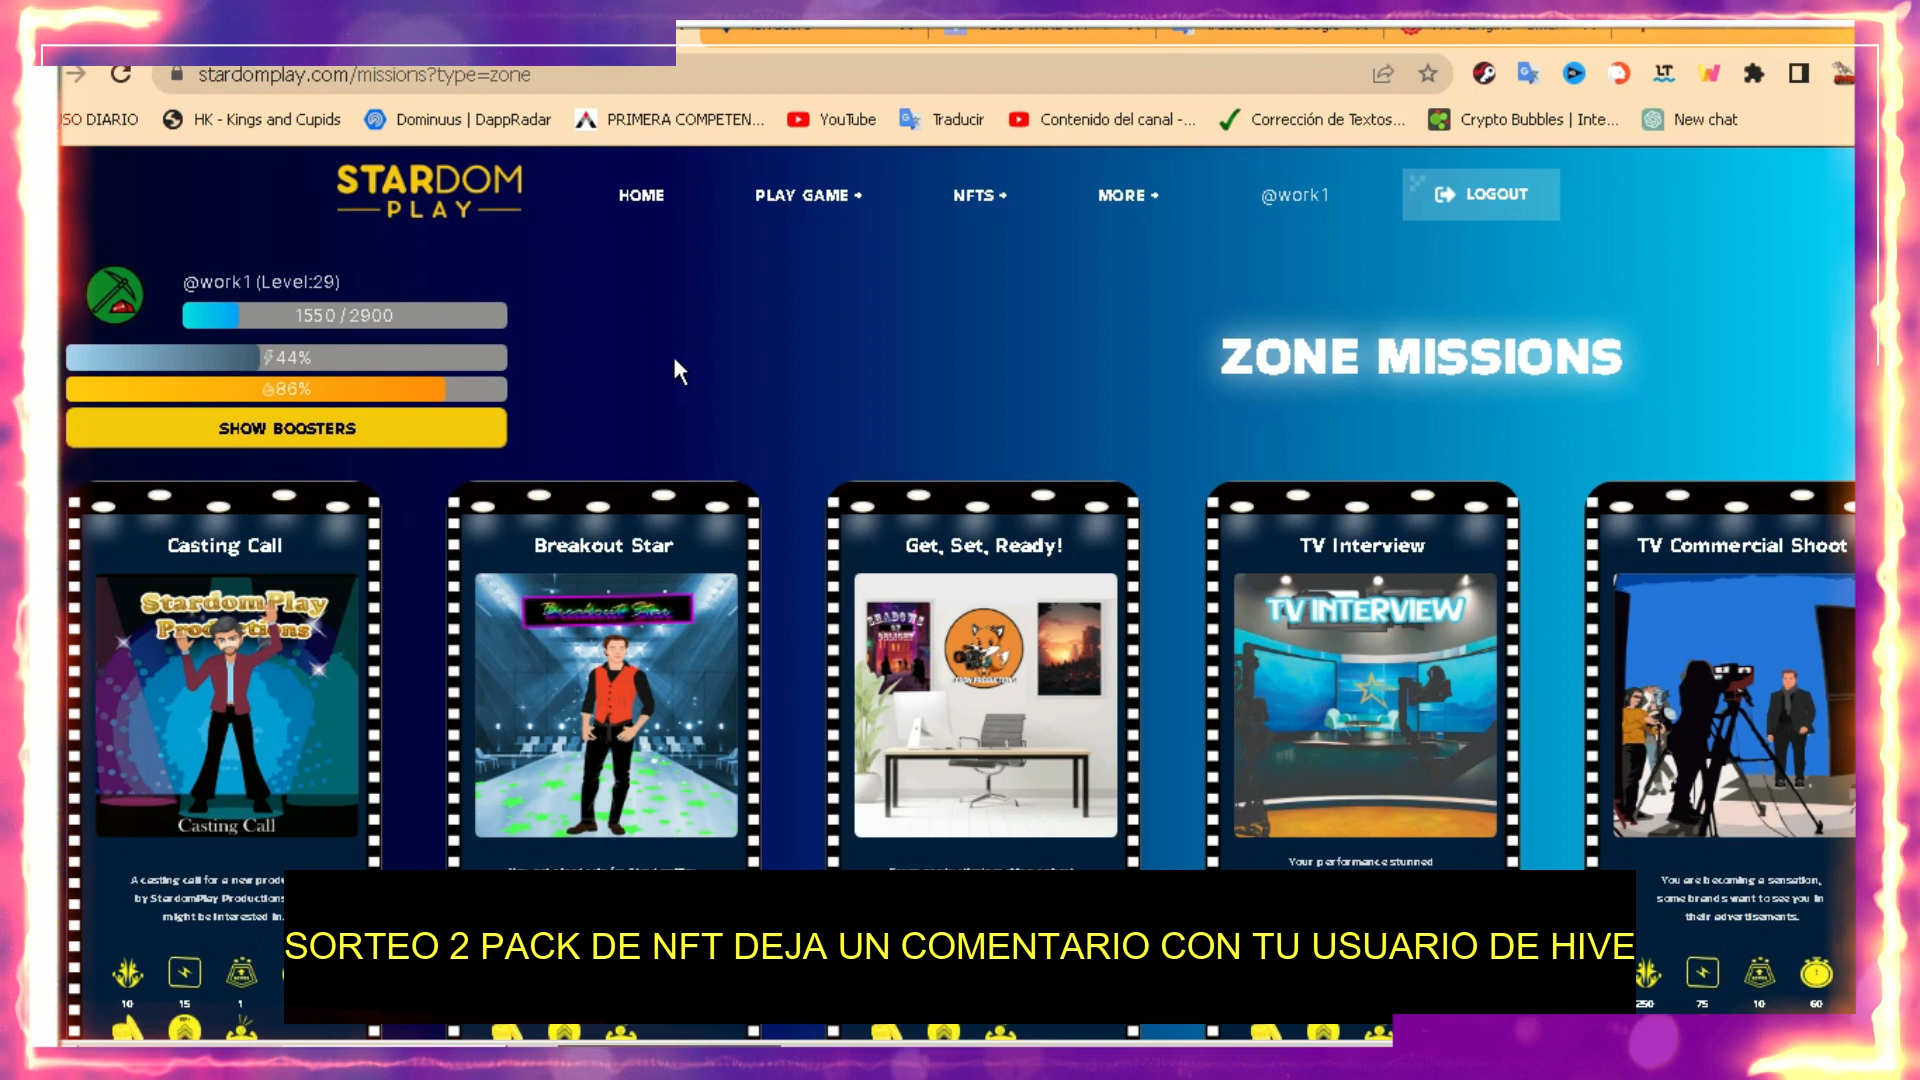 stardomplay.com/missions?type=zone
USO DIARIO HK - Kings and Cupids Dominuus | DappRadar PRIMERA COMPETEN... YouTube Traducir Contenido del canal -... Corrección de Textos... Crypto Bubbles | Inte... New chat
STARDOM
PLAY
HOME PLAY GAME NFTS MORE @work1 LOGOUT
@work1 (Level:29)
1550 / 2900
44%
86%
SHOW BOOSTERS
ZONE MISSIONS
Casting Call
StardomPlay
Productions
Casting Call
A casting call for a new
by StardomPlay Productions
might be interested in.
10 15 1
Breakout Star
Breakout Star
Get, Set, Ready!
SHADOWS
OF
TV Interview
TV INTERVIEW
Your performance stunned
TV Commercial Shoot
You are becoming a sensation,
some brands want to see you in
their advertisements.
250 75 10 60
SORTEO 2 PACK DE NFT DEJA UN COMENTARIO CON TU USUARIO DE HIVE